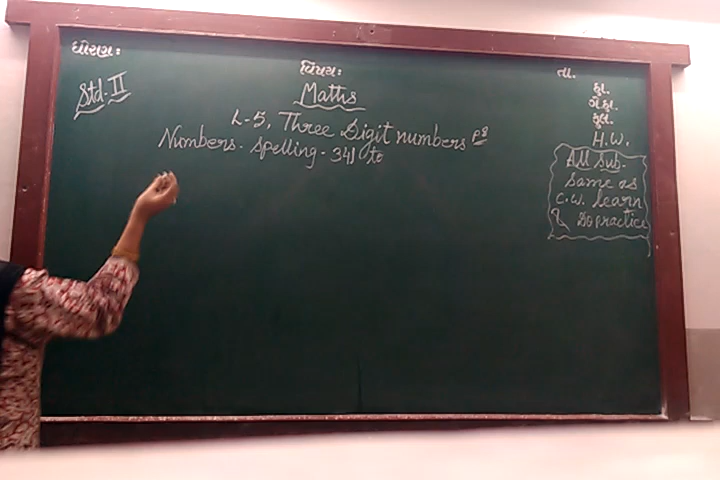 ધોરણ:
Std-II
વિષય:
Maths
L-5, Three Digit numbers P8
Numbers. Spelling - 341 to
તા.
કુ.
ગે.હા.
કુલ.
H.W.
All Sub.
Same as
C.W. learn
& Do practice